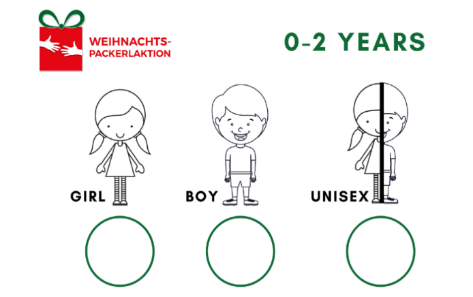 WEIHNACHTS-
PACKERLAKTION
0-2 YEARS
GIRL
BOY
UNISEX